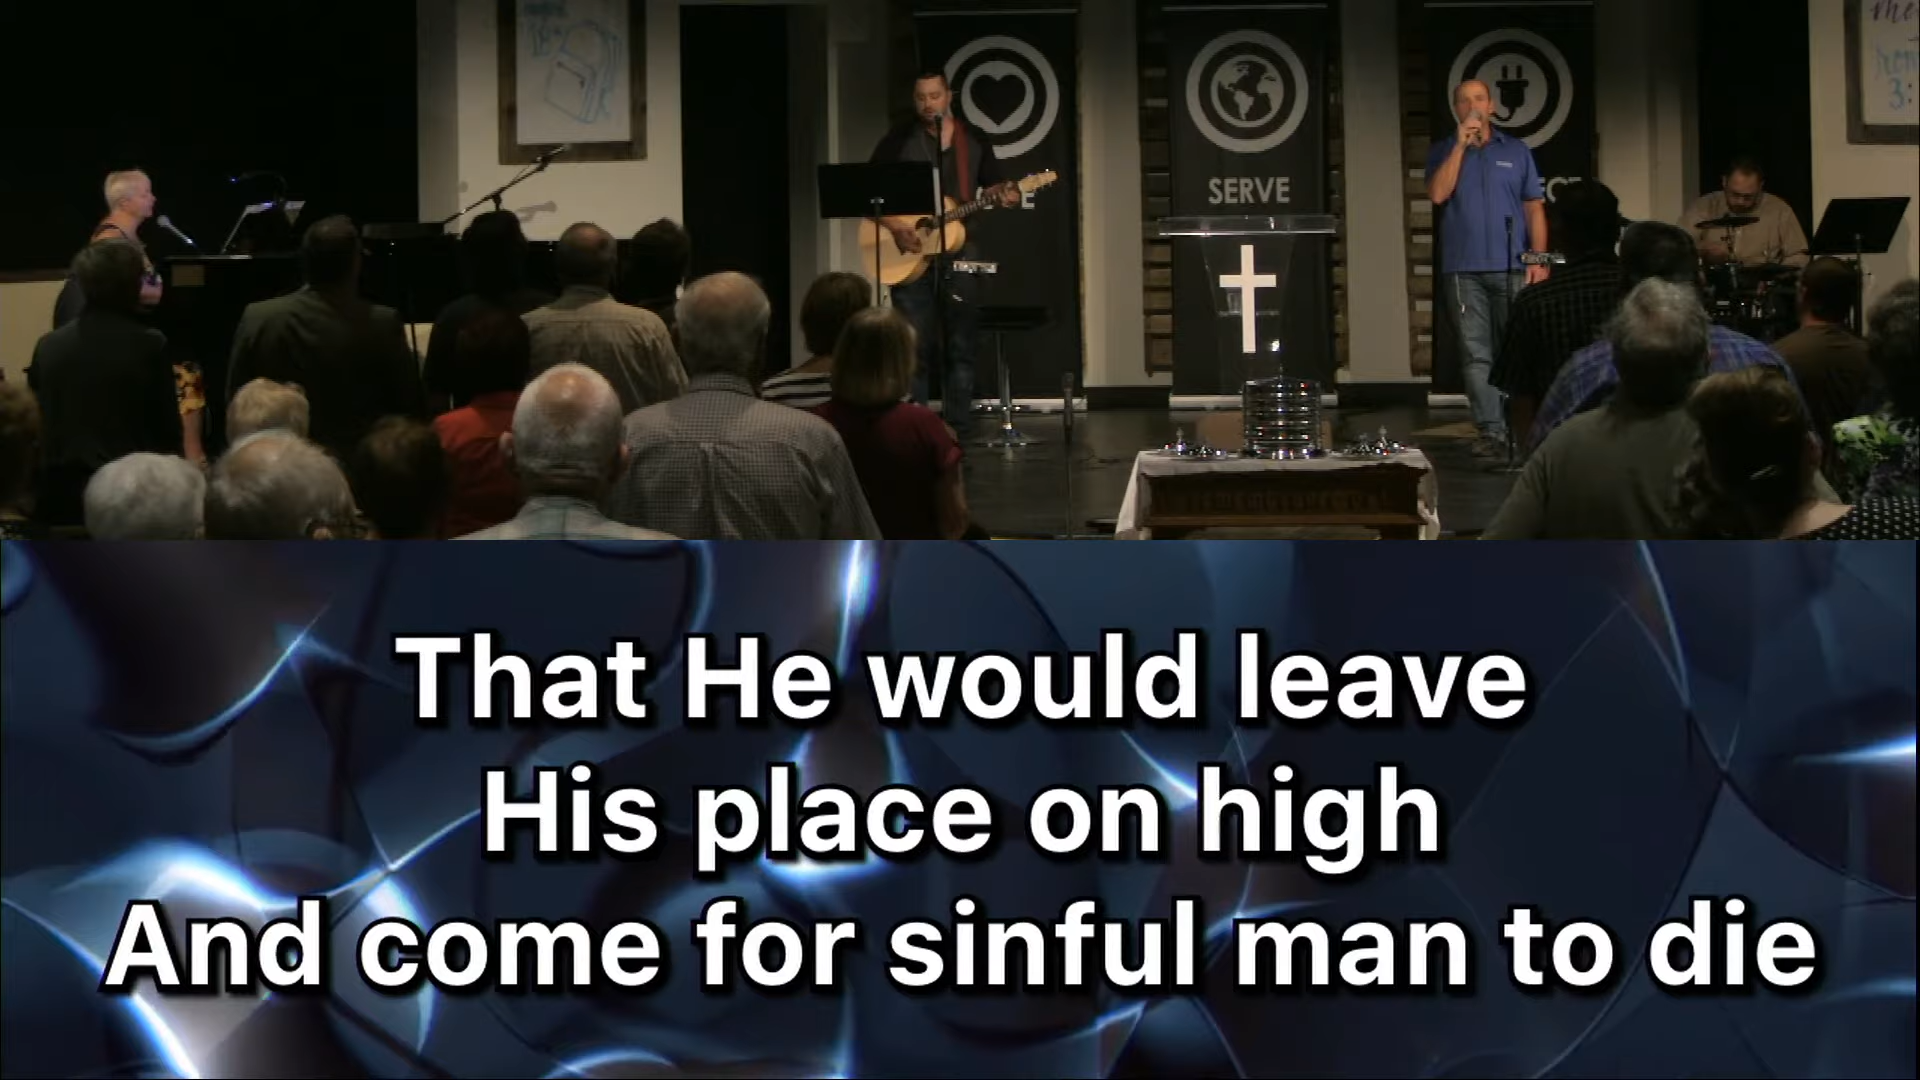 SERVE
That He would leave
His place on high
And come for sinful man to die